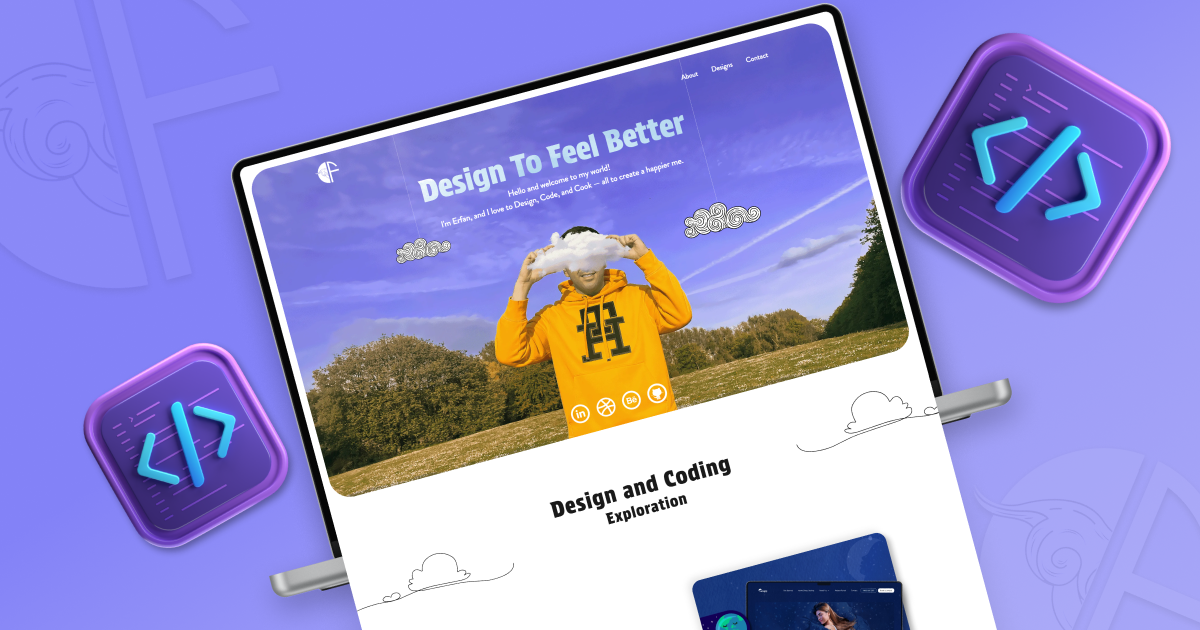 About Designs Contact
Design To Feel Better
Hello and welcome to my world!
I'm Erfan, and I love to Design, Code, and Cook — all to create a happier me.
in
Bē
Design and Coding
Exploration